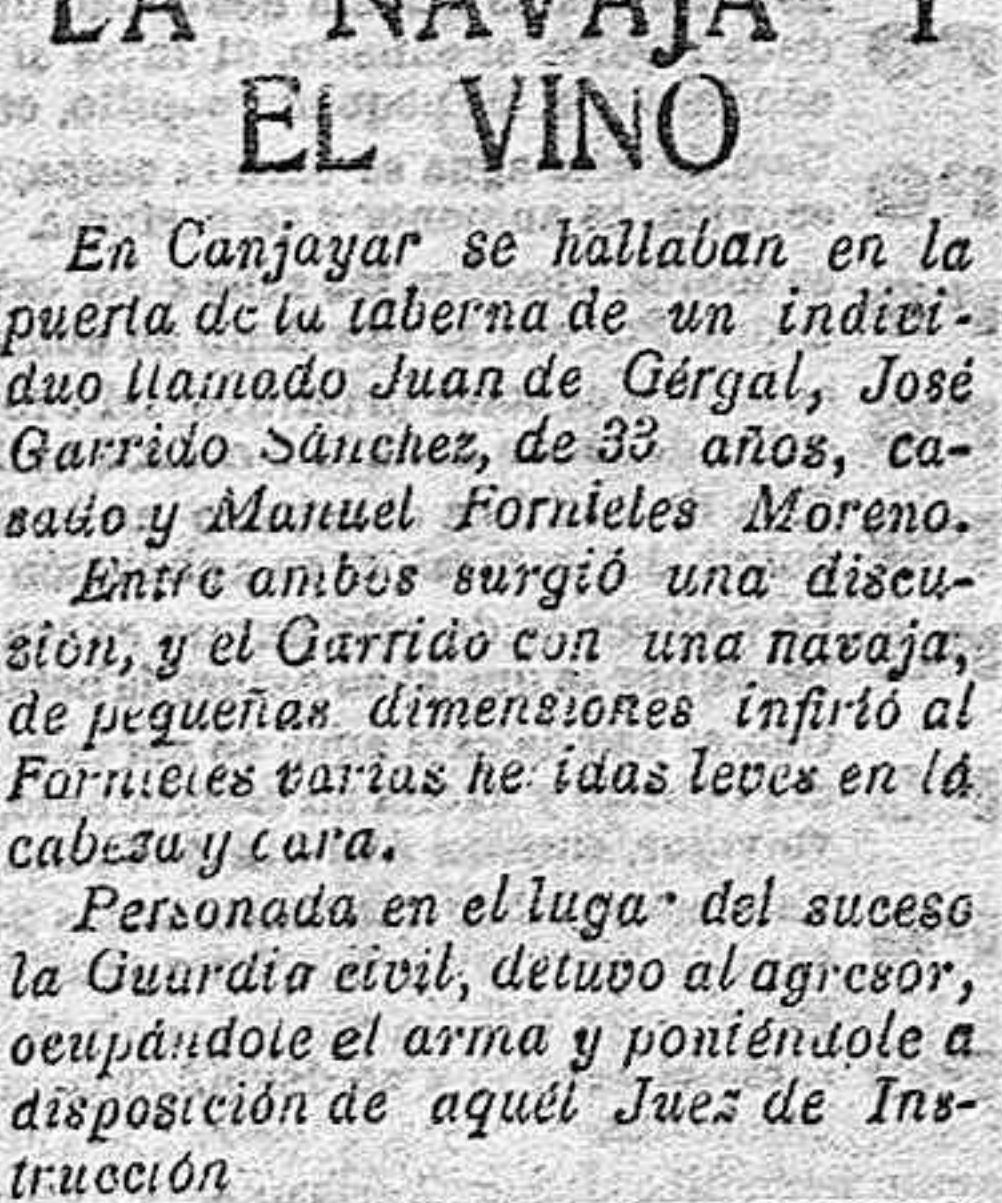 LA NAVAJA Y
EL VINO
En Canjayar se hallaban en la
puerta de la taberna de un indivi-
duo llamado Juan de Gérgal, José
Garrido Sánchez, de 33 años, ca-
sado y Manuel Fornieles Moreno.
Entre ambos surgió una discu-
sión, y el Garrido con una navaja,
de pequeñas dimensiones infirió al
Fornieles varias heridas leves en la
cabeza y cara.
Personada en el lugar del suceso
la Guardia civil, detuvo al agresor,
ocupándole el arma y poniéndole a
disposición de aquél Juez de Ins-
trucción